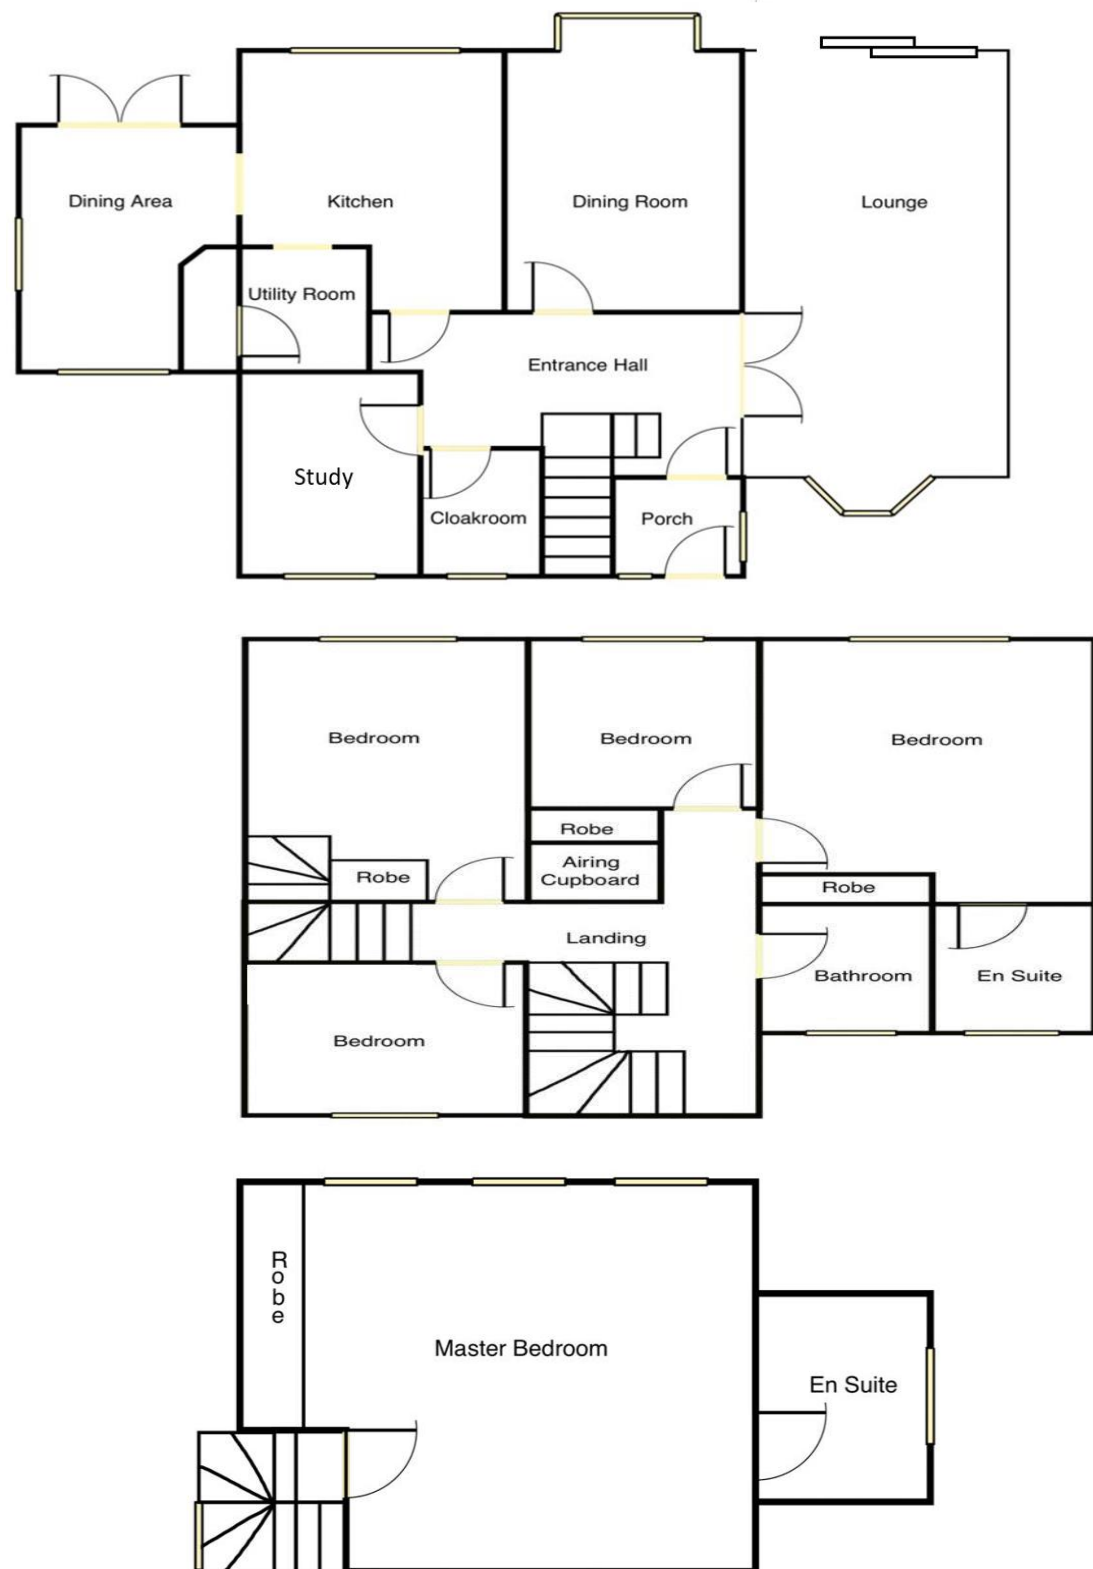 Dining Area
Kitchen
Dining Room
Lounge
Utility Room
Entrance Hall
Study
Cloakroom
Porch
Bedroom
Bedroom
Bedroom
Robe
Airing
Cupboard
Robe
Robe
Landing
Bathroom
En Suite
Bedroom
Robe
Master Bedroom
En Suite